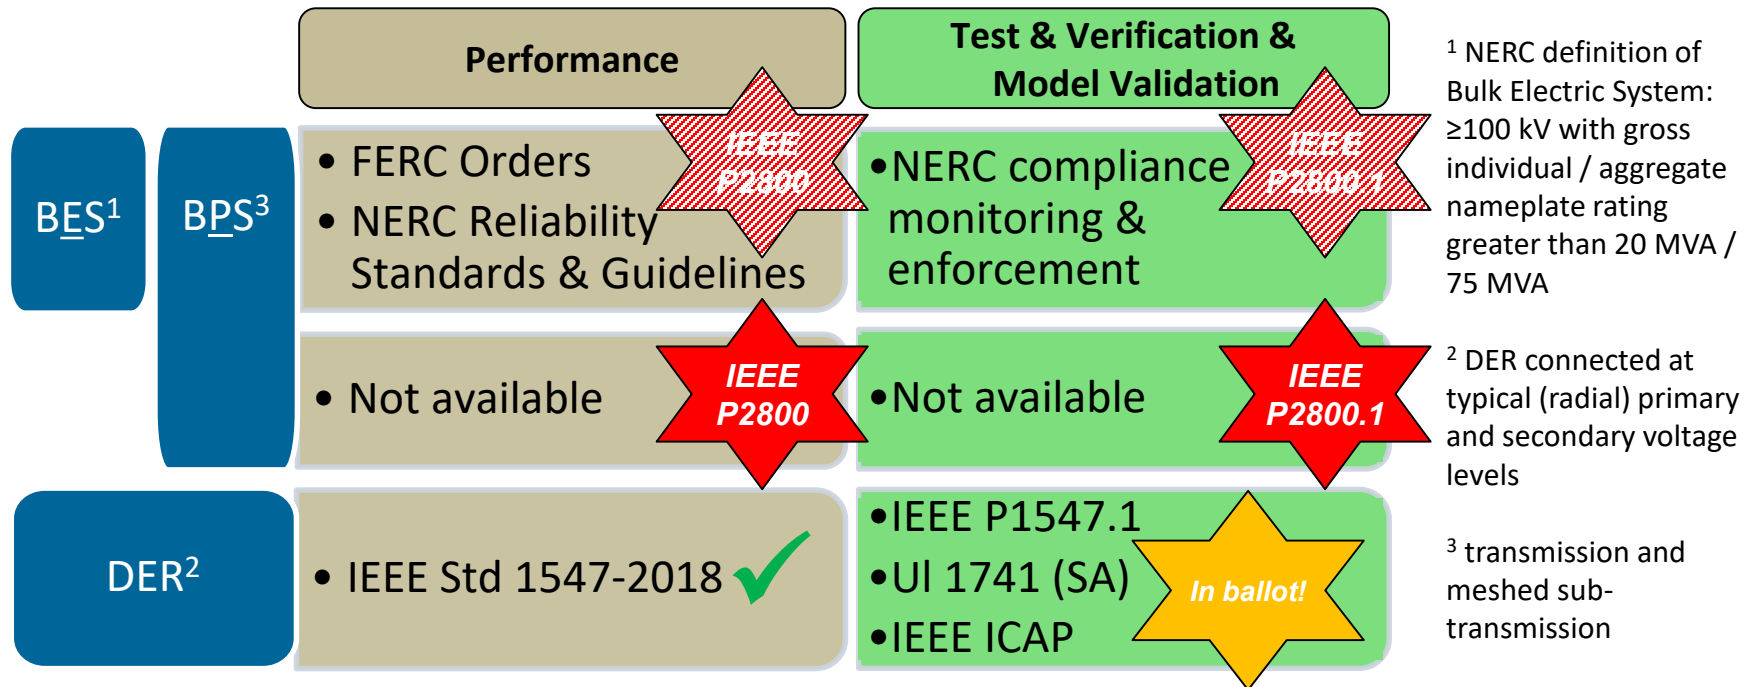 Performance
Test & Verification &
Model Validation
BES¹
BPS³
• FERC Orders
• NERC Reliability
Standards & Guidelines
IEEE
P2800
•NERC compliance
monitoring &
enforcement
IEEE
P2800.1
• Not available
IEEE
P2800
•Not available
IEEE
P2800.1
DER²
• IEEE Std 1547-2018
•IEEE P1547.1
•Ul 1741 (SA)
•IEEE ICAP
In ballot!
¹ NERC definition of
Bulk Electric System:
≥100 kV with gross
individual / aggregate
nameplate rating
greater than 20 MVA /
75 MVA
² DER connected at
typical (radial) primary
and secondary voltage
levels
³ transmission and
meshed sub-
transmission